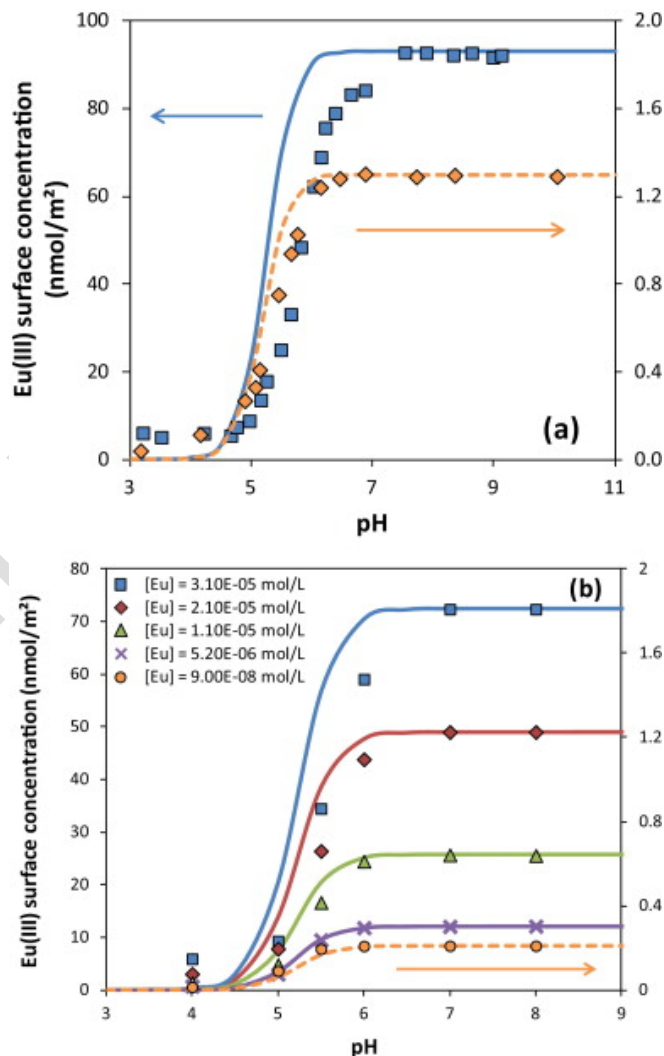 100
80
60
40
20
0
2.0
1.6
1.2
0.8
0.4
0.0
Eu(III) surface concentration
(nmol/m²)
(a)
3 5 7 9 11
pH
80
70
60
50
40
30
20
10
0
2
1.6
1.2
0.8
0.4
0
Eu(III) surface concentration (nmol/m²)
(b)
[Eu] = 3.10E-05 mol/L
[Eu] = 2.10E-05 mol/L
[Eu] = 1.10E-05 mol/L
[Eu] = 5.20E-06 mol/L
[Eu] = 9.00E-08 mol/L
3 4 5 6 7 8 9
pH